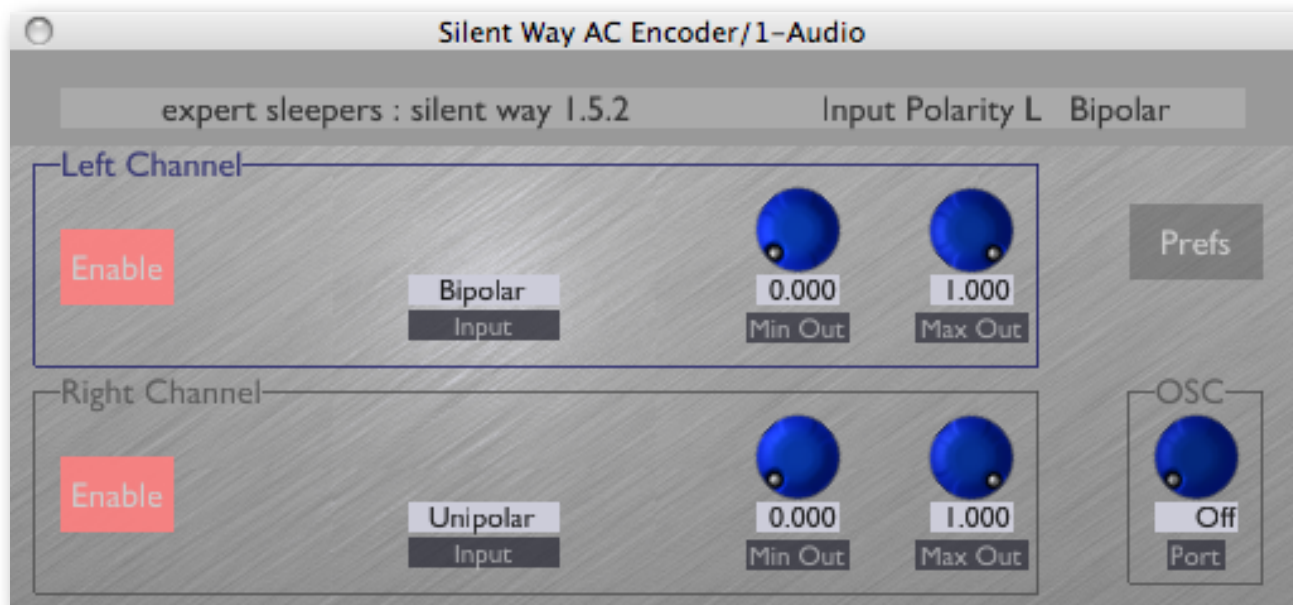 Silent Way AC Encoder/1-Audio
expert sleepers : silent way 1.5.2 Input Polarity L Bipolar
Left Channel
Enable
Bipolar
Input
0.000
Min Out
1.000
Max Out
Prefs
Right Channel
Enable
Unipolar
Input
0.000
Min Out
1.000
Max Out
OSC
Off
Port